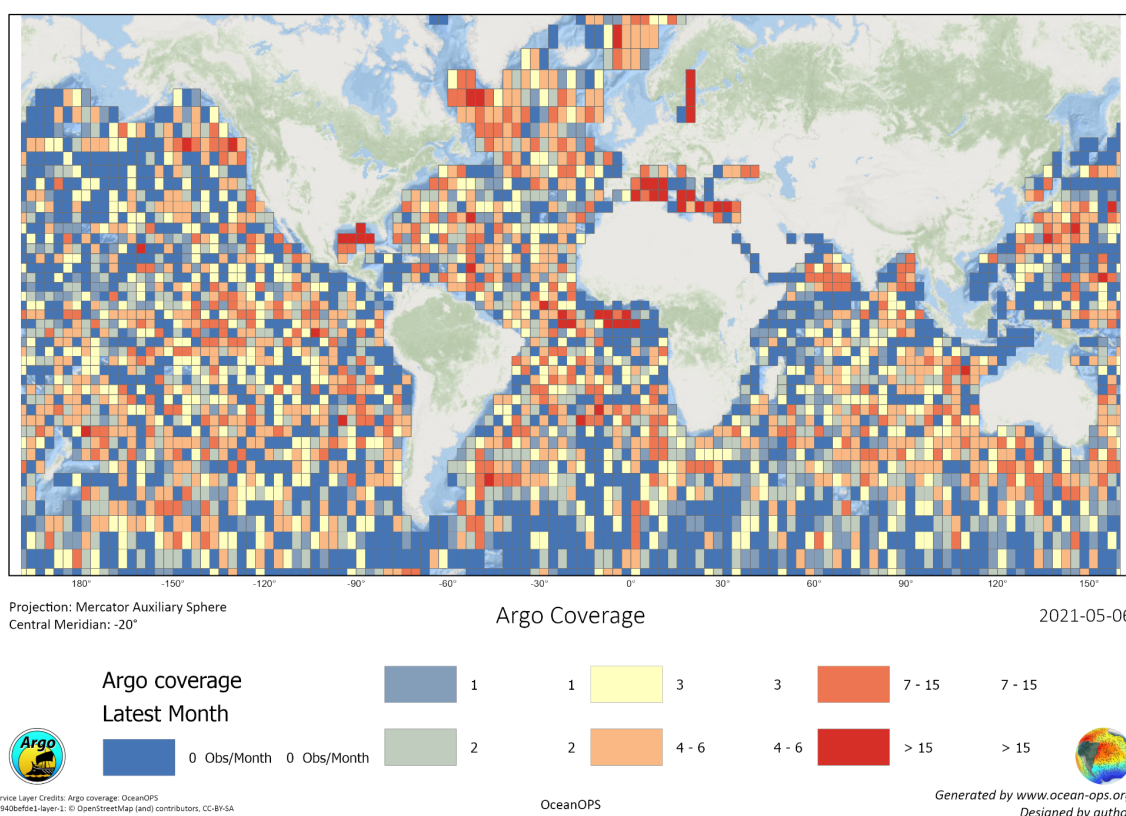 180° -150° -120° -90° -60° -30° 0° 30° 60° 90° 120° 150°
Projection: Mercator Auxiliary Sphere
Central Meridian: -20°
Argo Coverage
2021-05-06
Argo coverage
Latest Month
0 Obs/Month 0 Obs/Month
1 1
2 2
3 3
4 - 6 4 - 6
7 - 15 7 - 15
> 15 > 15
Argo
rvice Layer Credits: Argo coverage: OceanOPS
940befde1-layer-1: © OpenStreetMap (and) contributors, CC-BY-SA
OceanOPS
Generated by www.ocean-ops.org
Designed by autho